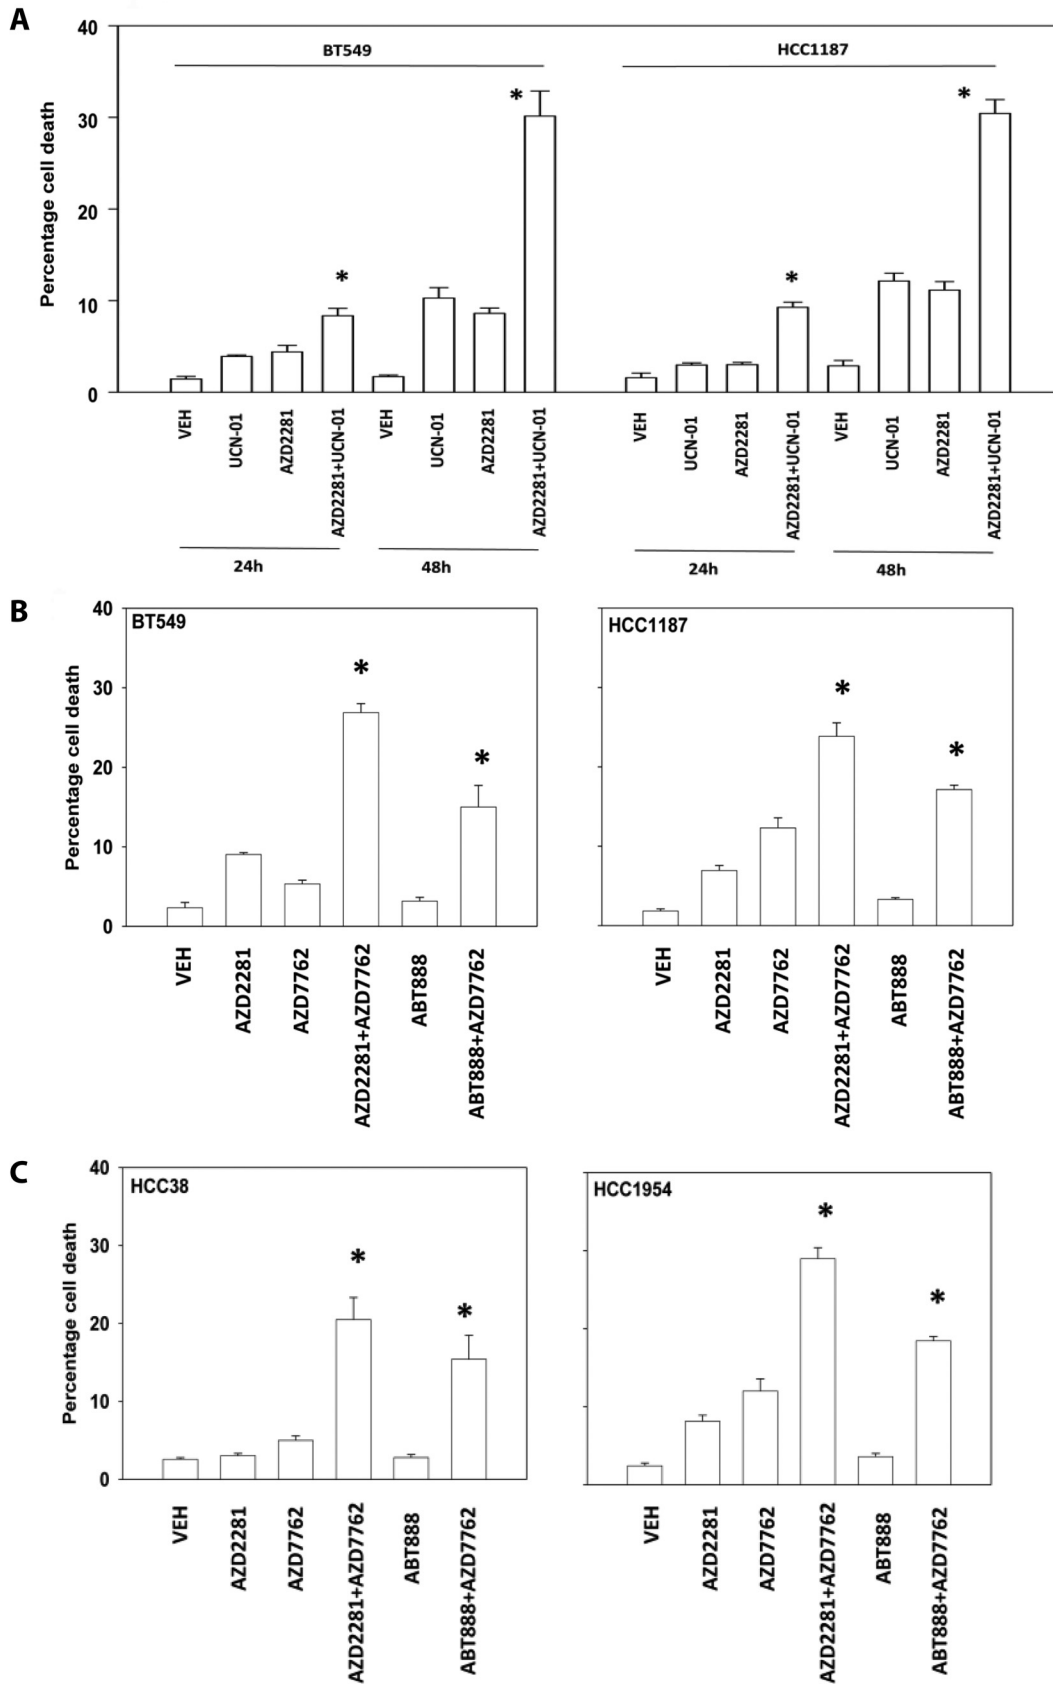 A
40
30
20
10
0
Percentage cell death
BT549
HCC1187
*
*
*
*
VEH
UCN-01
AZD2281
AZD2281+UCN-01
VEH
UCN-01
AZD2281
AZD2281+UCN-01
VEH
UCN-01
AZD2281
AZD2281+UCN-01
VEH
UCN-01
AZD2281
AZD2281+UCN-01
24h
48h
24h
48h
B
40
30
20
10
0
Percentage cell death
BT549
*
*
VEH
AZD2281
AZD7762
AZD2281+AZD7762
ABT888
ABT888+AZD7762
HCC1187
*
*
VEH
AZD2281
AZD7762
AZD2281+AZD7762
ABT888
ABT888+AZD7762
C
40
30
20
10
0
Percentage cell death
HCC38
*
*
VEH
AZD2281
AZD7762
AZD2281+AZD7762
ABT888
ABT888+AZD7762
HCC1954
*
*
VEH
AZD2281
AZD7762
AZD2281+AZD7762
ABT888
ABT888+AZD7762